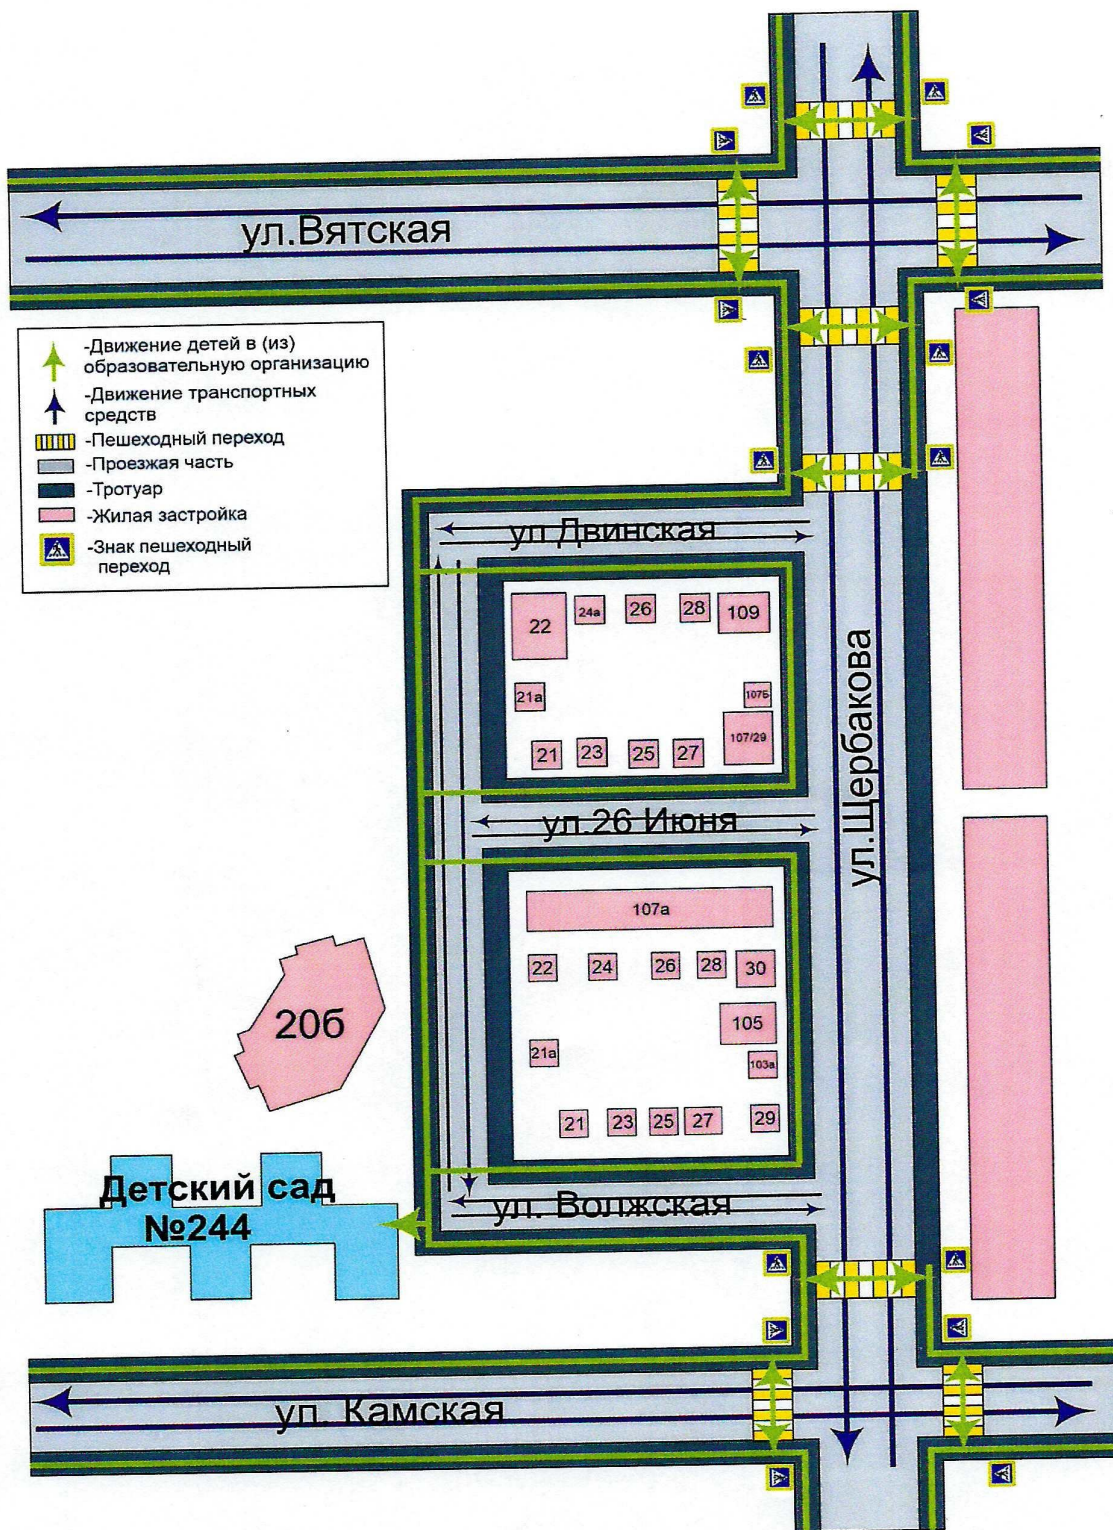 ул.Вятская
-Движение детей в (из)
образовательную организацию
-Движение транспортных
средств
-Пешеходный переход
-Проезжая часть
-Тротуар
-Жилая застройка
-Знак пешеходный
переход
ул Двинская
22
24а
26
28
109
21а
107Б
107/29
21
23
25
27
ул.Щербакова
ул.26 Июня
107а
22
24
26
28
30
105
21а
103а
21
23
25
27
29
20б
Детский сад
№244
ул. Волжская
ул. Камская